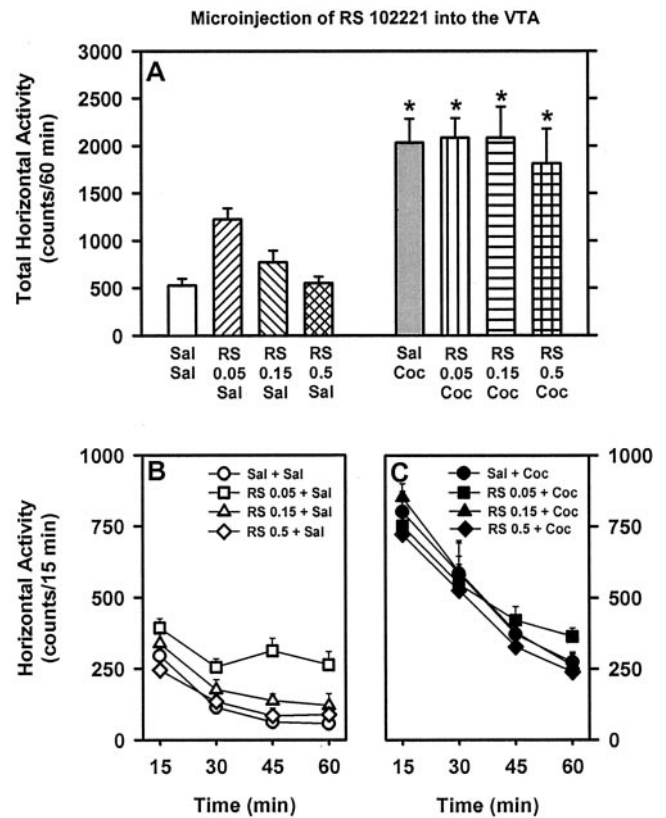 Microinjection of RS 102221 into the VTA
Total Horizontal Activity
(counts/60 min)
3000
2500
2000
1500
1000
500
0
A
* * * *
Sal RS RS RS Sal RS RS RS
Sal 0.05 0.15 0.5 Coc 0.05 0.15 0.5
Sal Sal Sal Coc Coc Coc
Horizontal Activity
(counts/15 min)
1000
750
500
250
0
B
Sal + Sal
RS 0.05 + Sal
RS 0.15 + Sal
RS 0.5 + Sal
15 30 45 60
Time (min)
C
Sal + Coc
RS 0.05 + Coc
RS 0.15 + Coc
RS 0.5 + Coc
1000
750
500
250
0
15 30 45 60
Time (min)